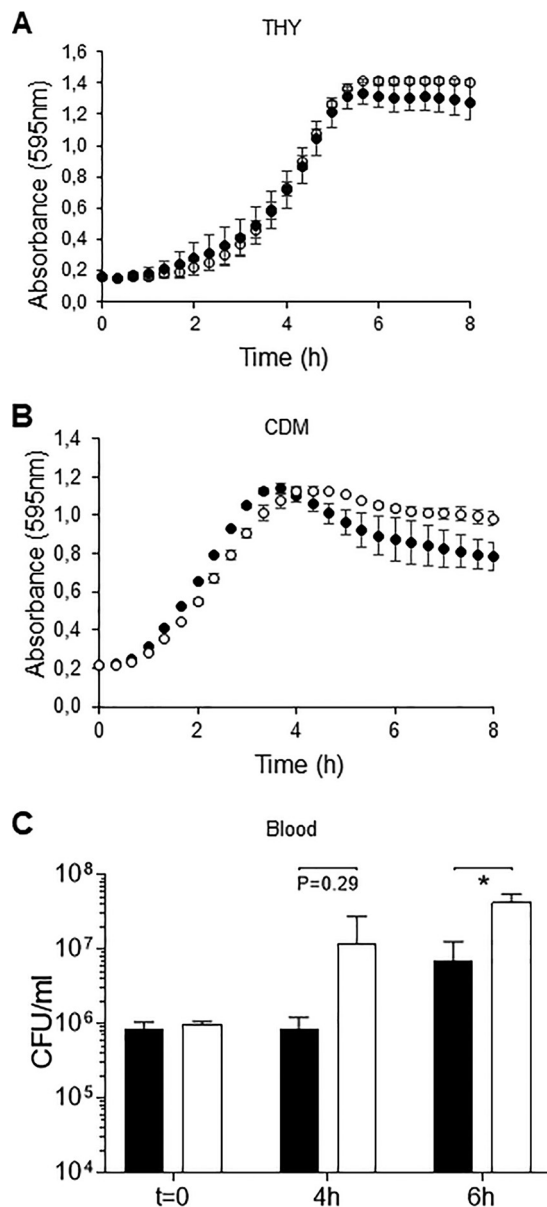 A
THY
Absorbance (595nm)
1,6
1,4
1,2
1,0
0,8
0,6
0,4
0,2
0,0
0 2 4 6 8
Time (h)
B
CDM
Absorbance (595nm)
1,4
1,2
1,0
0,8
0,6
0,4
0,2
0,0
0 2 4 6 8
Time (h)
C
Blood
CFU/ml
10⁸
10⁷
10⁶
10⁵
10⁴
P=0.29
*
t=0 4h 6h